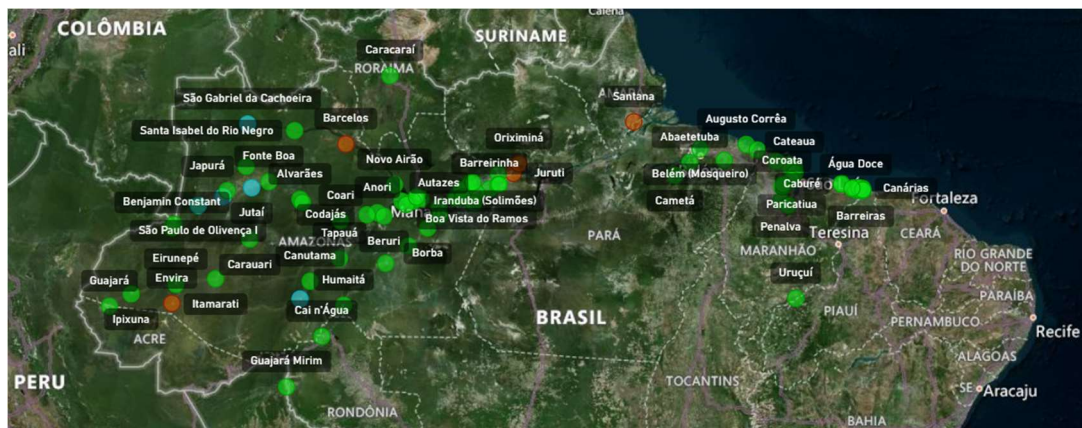 Caiena
COLÔMBIA
SURINAME
ali
Caracaraí
RORAIMA
São Gabriel da Cachoeira
AMAPÁ
Santana
Barcelos
Augusto Corrêa
Santa Isabel do Rio Negro
Oriximiná
Abaetetuba
Cateaua
Fonte Boa
Novo Airão
Barreirinha
Coroata
Japurá
Alvarães
Juruti
Água Doce
Belém (Mosqueiro)
Anori
Autazes
Caburé
Canárias
Benjamin Constant
Coari
Iranduba (Solimões)
Cametá
Fortaleza
Jutaí
Codajás
Man
Paricatiua
Boa Vista do Ramos
Barreiras
São Paulo de Olivença I
Tapauá
Penalva
Teresina
CEARÁ
AMAZONAS
Beruri
PARÁ
Canutama
Borba
MARANHÃO
RIO GRANDE
DO NORTE
Eirunepé
Carauari
Uruçuí
Guajará
Envira
Humaitá
PARAÍBA
Itamarati
Cai n'Água
PIAUÍ
Ipixuna
BRASIL
PERNAMBUCO
Recife
ACRE
ALAGOAS
Guajará Mirim
PERU
TOCANTINS
SE
Aracaju
RONDÔNIA
BAHIA